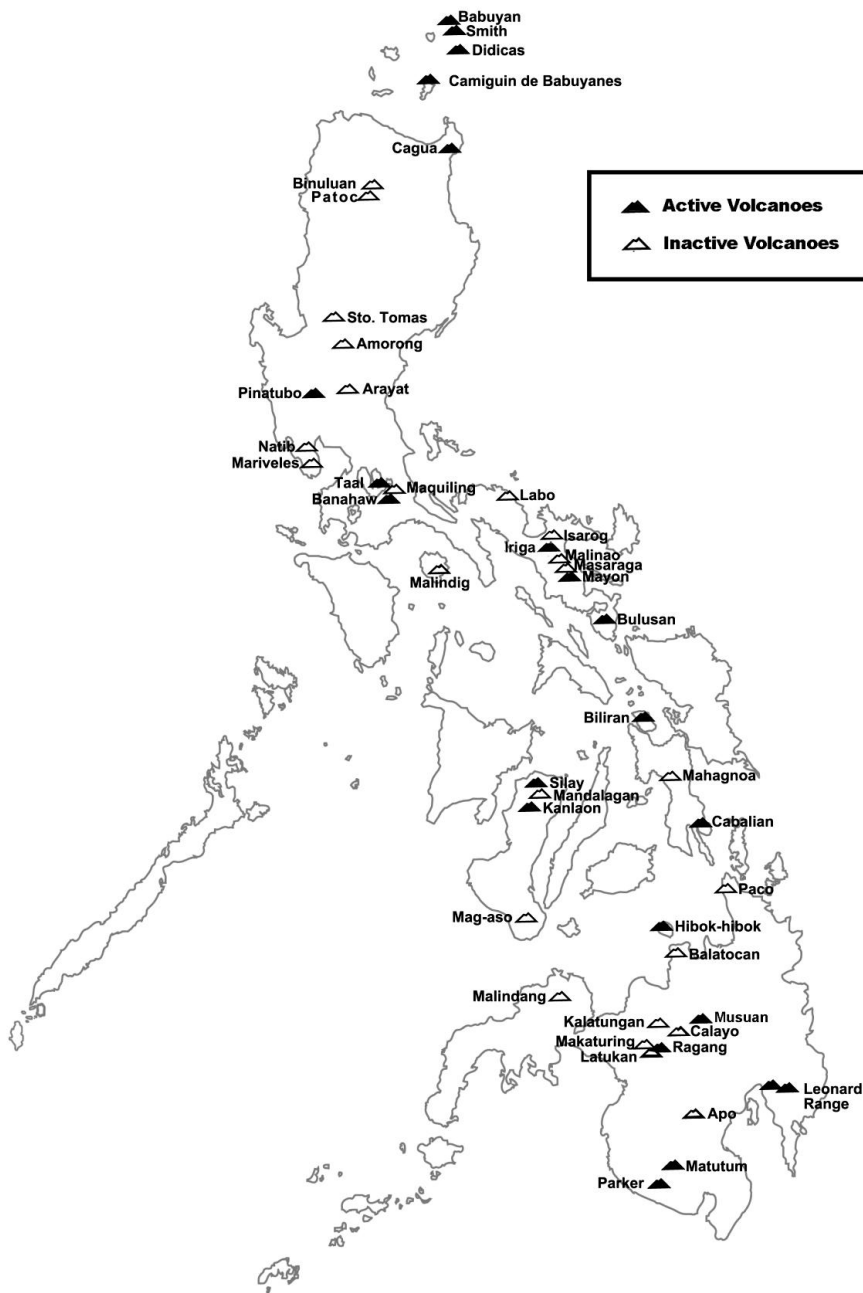 Babuyan
Smith
Didicas
Camiguin de Babuyanes
Cagua
Binuluan
Patoc
Active Volcanoes
Inactive Volcanoes
Sto. Tomas
Amorong
Arayat
Pinatubo
Natib
Mariveles
Taal
Maquiling
Banahaw
Labo
Isarog
Iriga
Malinao
Masaraga
Mayon
Malindig
Bulusan
Biliran
Mahagnoa
Silay
Mandalagan
Kanlaon
Cabalian
Paco
Mag-aso
Hibok-hibok
Balatocan
Malindang
Musuan
Kalatungan
Calayo
Makaturing
Ragang
Latukan
Leonard
Range
Apo
Matutum
Parker